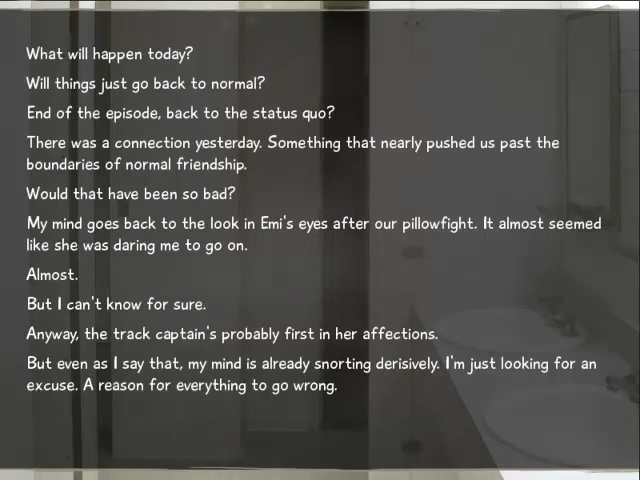 What will happen today?
Will things just go back to normal?
End of the episode, back to the status quo?
There was a connection yesterday. Something that nearly pushed us past the
boundaries of normal friendship.
Would that have been so bad?
My mind goes back to the look in Emi's eyes after our pillowfight. It almost seemed
like she was daring me to go on.
Almost.
But I can't know for sure.
Anyway, the track captain's probably first in her affections.
But even as I say that, my mind is already snorting derisively. I'm just looking for an
excuse. A reason for everything to go wrong.